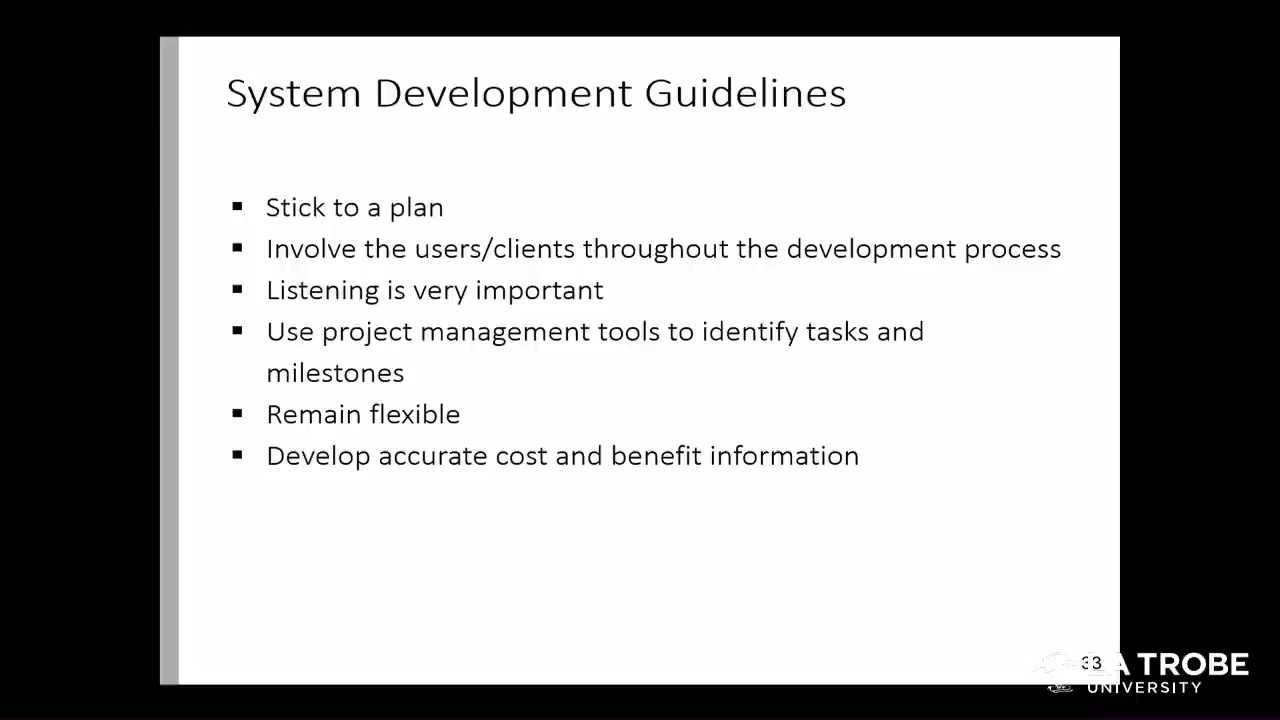 System Development Guidelines
▪ Stick to a plan
▪ Involve the users/clients throughout the development process
▪ Listening is very important
▪ Use project management tools to identify tasks and
milestones
▪ Remain flexible
▪ Develop accurate cost and benefit information
33
LA TROBE
UNIVERSITY